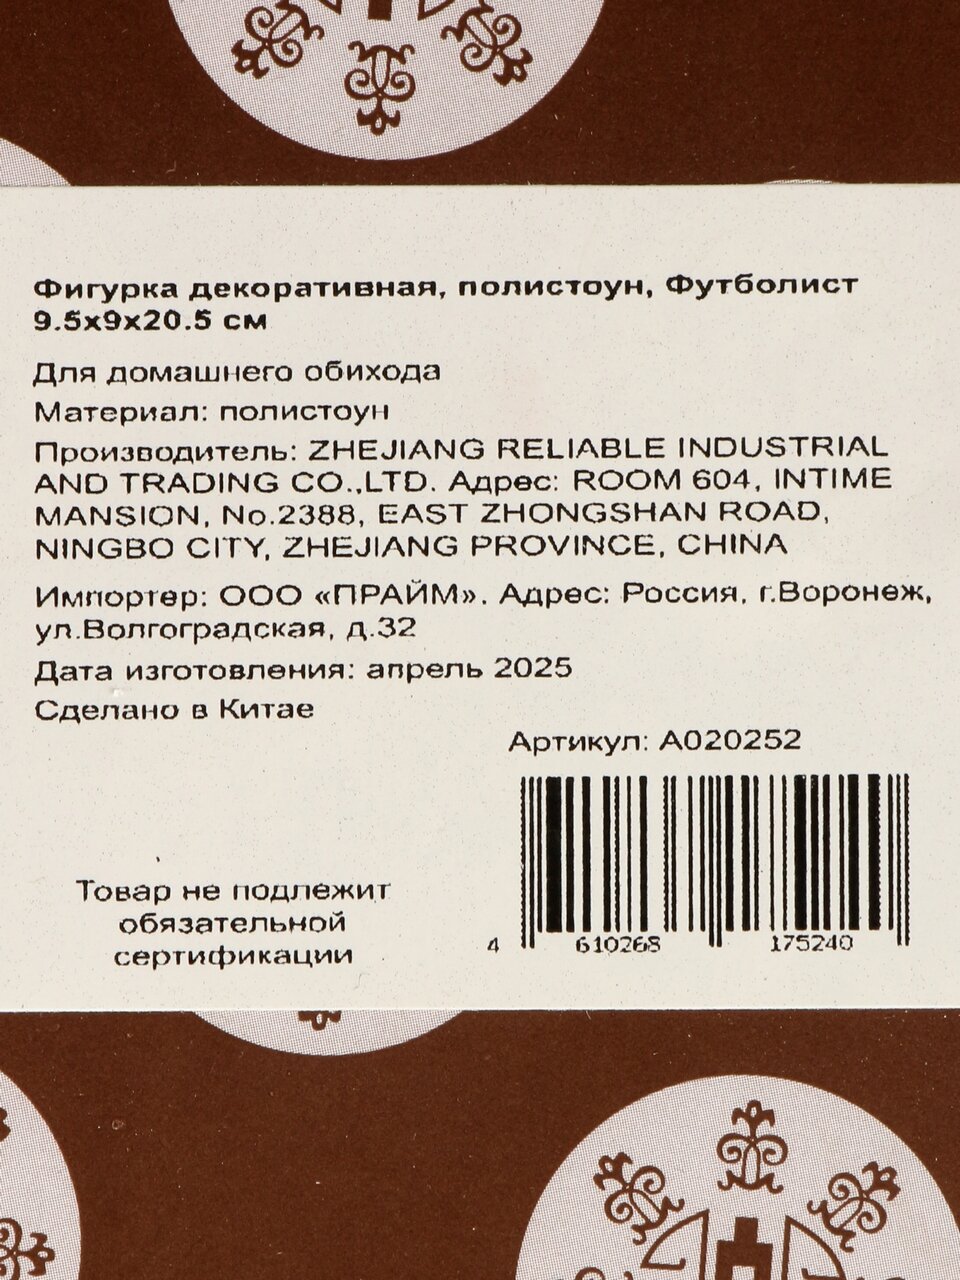 Фигурка декоративная, полистоун, Футболист
9.5x9x20.5 см
Для домашнего обихода
Материал: полистоун
Производитель: ZHEJIANG RELIABLE INDUSTRIAL
AND TRADING CO.,LTD. Адрес: ROOM 604, INTIME
MANSION, No.2388, EAST ZHONGSHAN ROAD,
NINGBO CITY, ZHEJIANG PROVINCE, CHINA
Импортер: ООО «ПРАЙМ». Адрес: Россия, г.Воронеж,
ул.Волгоградская, д.32
Дата изготовления: апрель 2025
Сделано в Китае
Артикул: A020252
4 610268 175240
Товар не подлежит
обязательной
сертификации